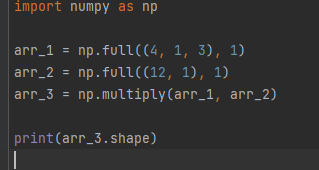 import numpy as np
arr_1 = np.full((4, 1, 3), 1)
arr_2 = np.full((12, 1), 1)
arr_3 = np.multiply(arr_1, arr_2)
print(arr_3.shape)